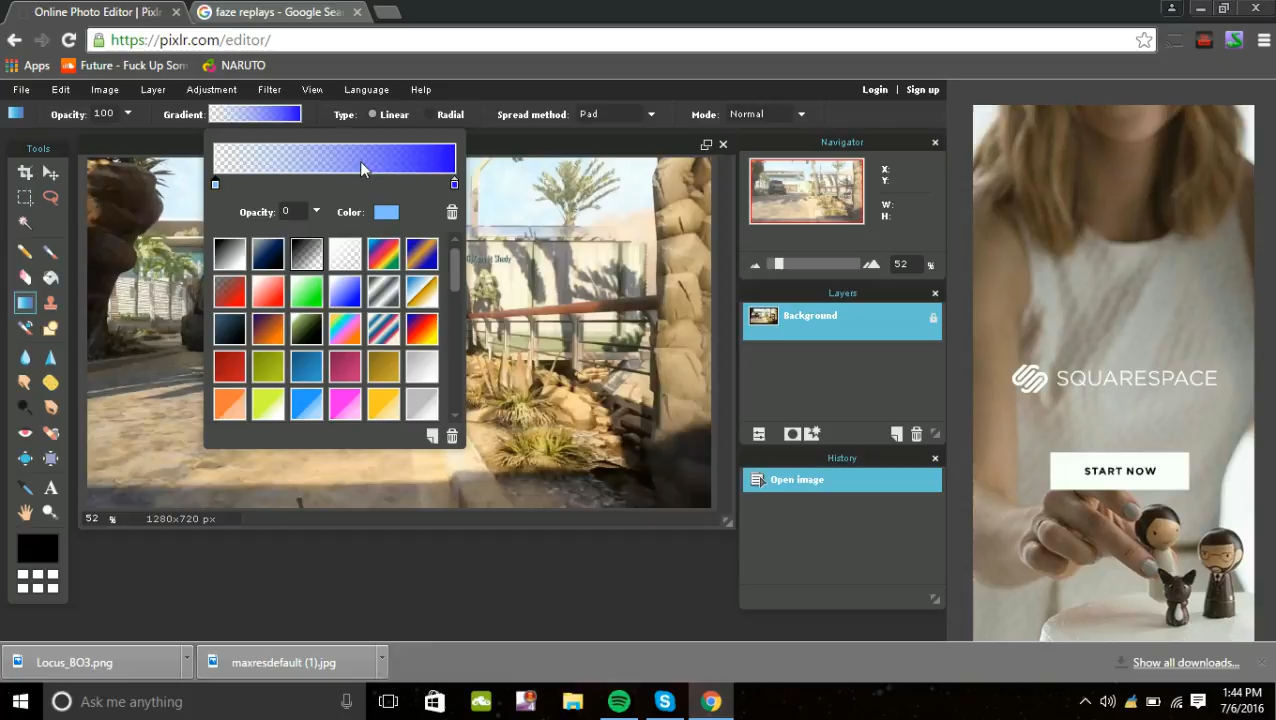 Online Photo Editor | Pixlr
faze replays - Google Sea
https://pixlr.com/editor/
Apps
Future - Fuck Up Som
NARUTO
File Edit Image Layer Adjustment Filter View Language Help
Login Sign up
Opacity: 100 Gradient: Type: Linear Radial Spread method: Pad Mode: Normal
Tools
Opacity: 0 Color:
Navigator
X:
Y:
W:
H:
52 %
Layers
Background
History
Open image
52 % 1280x720 px
SQUARESPACE
START NOW
Locus_BO3.png
maxresdefault (1).jpg
Show all downloads...
Ask me anything
1:44 PM
7/6/2016